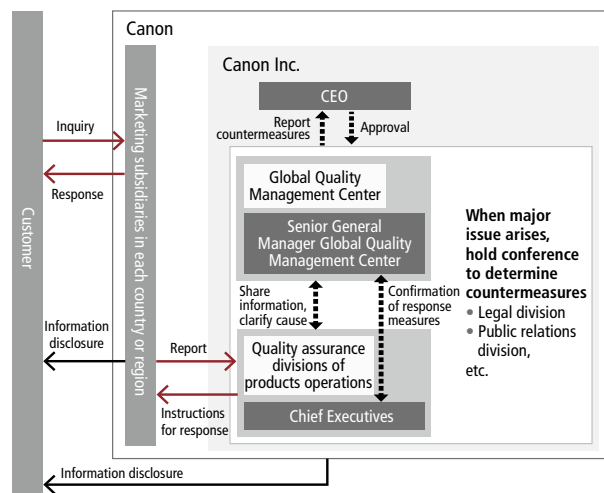 Canon
Canon Inc.
CEO
Report
countermeasures
Approval
Customer
Inquiry
Response
Marketing subsidiaries in each country or region
Global Quality
Management Center
Senior General
Manager Global Quality
Management Center
When major
issue arises,
hold conference
to determine
countermeasures
• Legal division
• Public relations
division,
etc.
Share
information,
clarify cause
Confirmation
of response
measures
Information
disclosure
Report
Quality assurance
divisions of
products operations
Instructions
for response
Chief Executives
Information disclosure